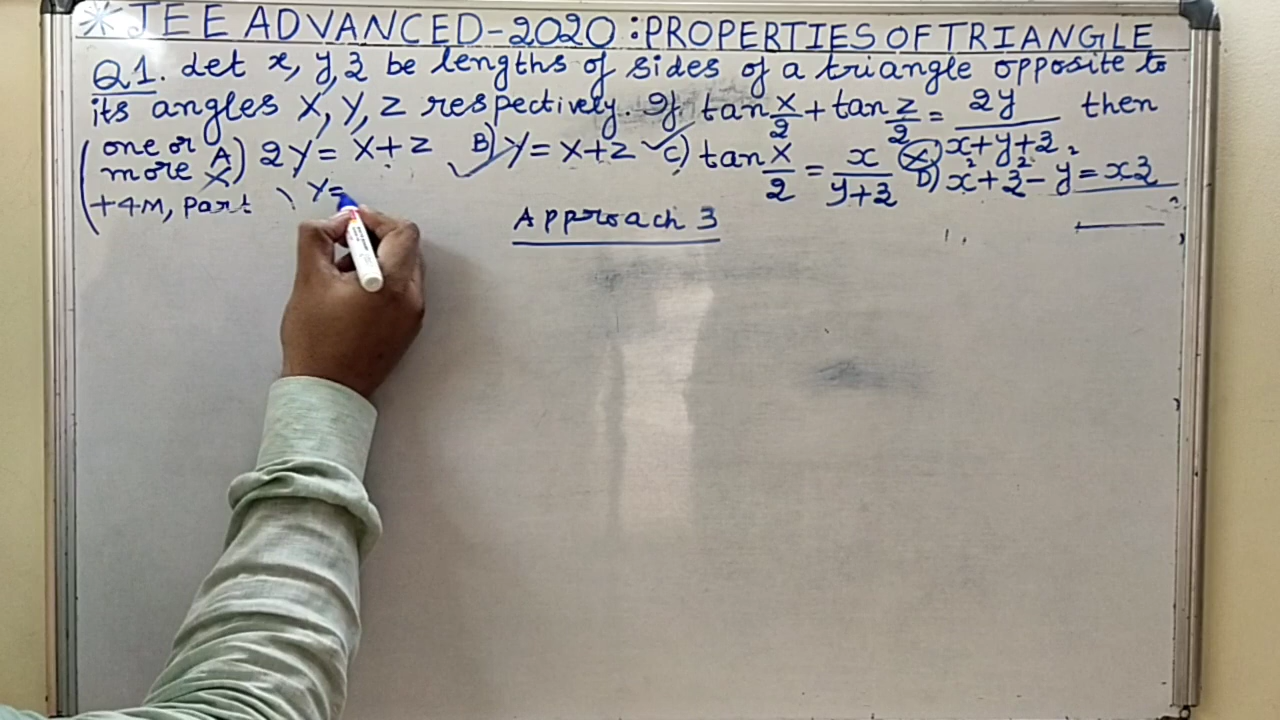 *JEE ADVANCED-2020:PROPERTIES OF TRIANGLE
Q1. Let x, y, z be lengths of sides of a triangle opposite to
its angles X, Y, Z respectively. If tan X/2 + tan Z/2 = 2y/x+y+z then
(one or more A) 2Y = X+Z B) Y = X+Z C) tan X/2 = x/y+z D) x²+z²-y²=xz
+4M, Part \ Y=
Approach 3